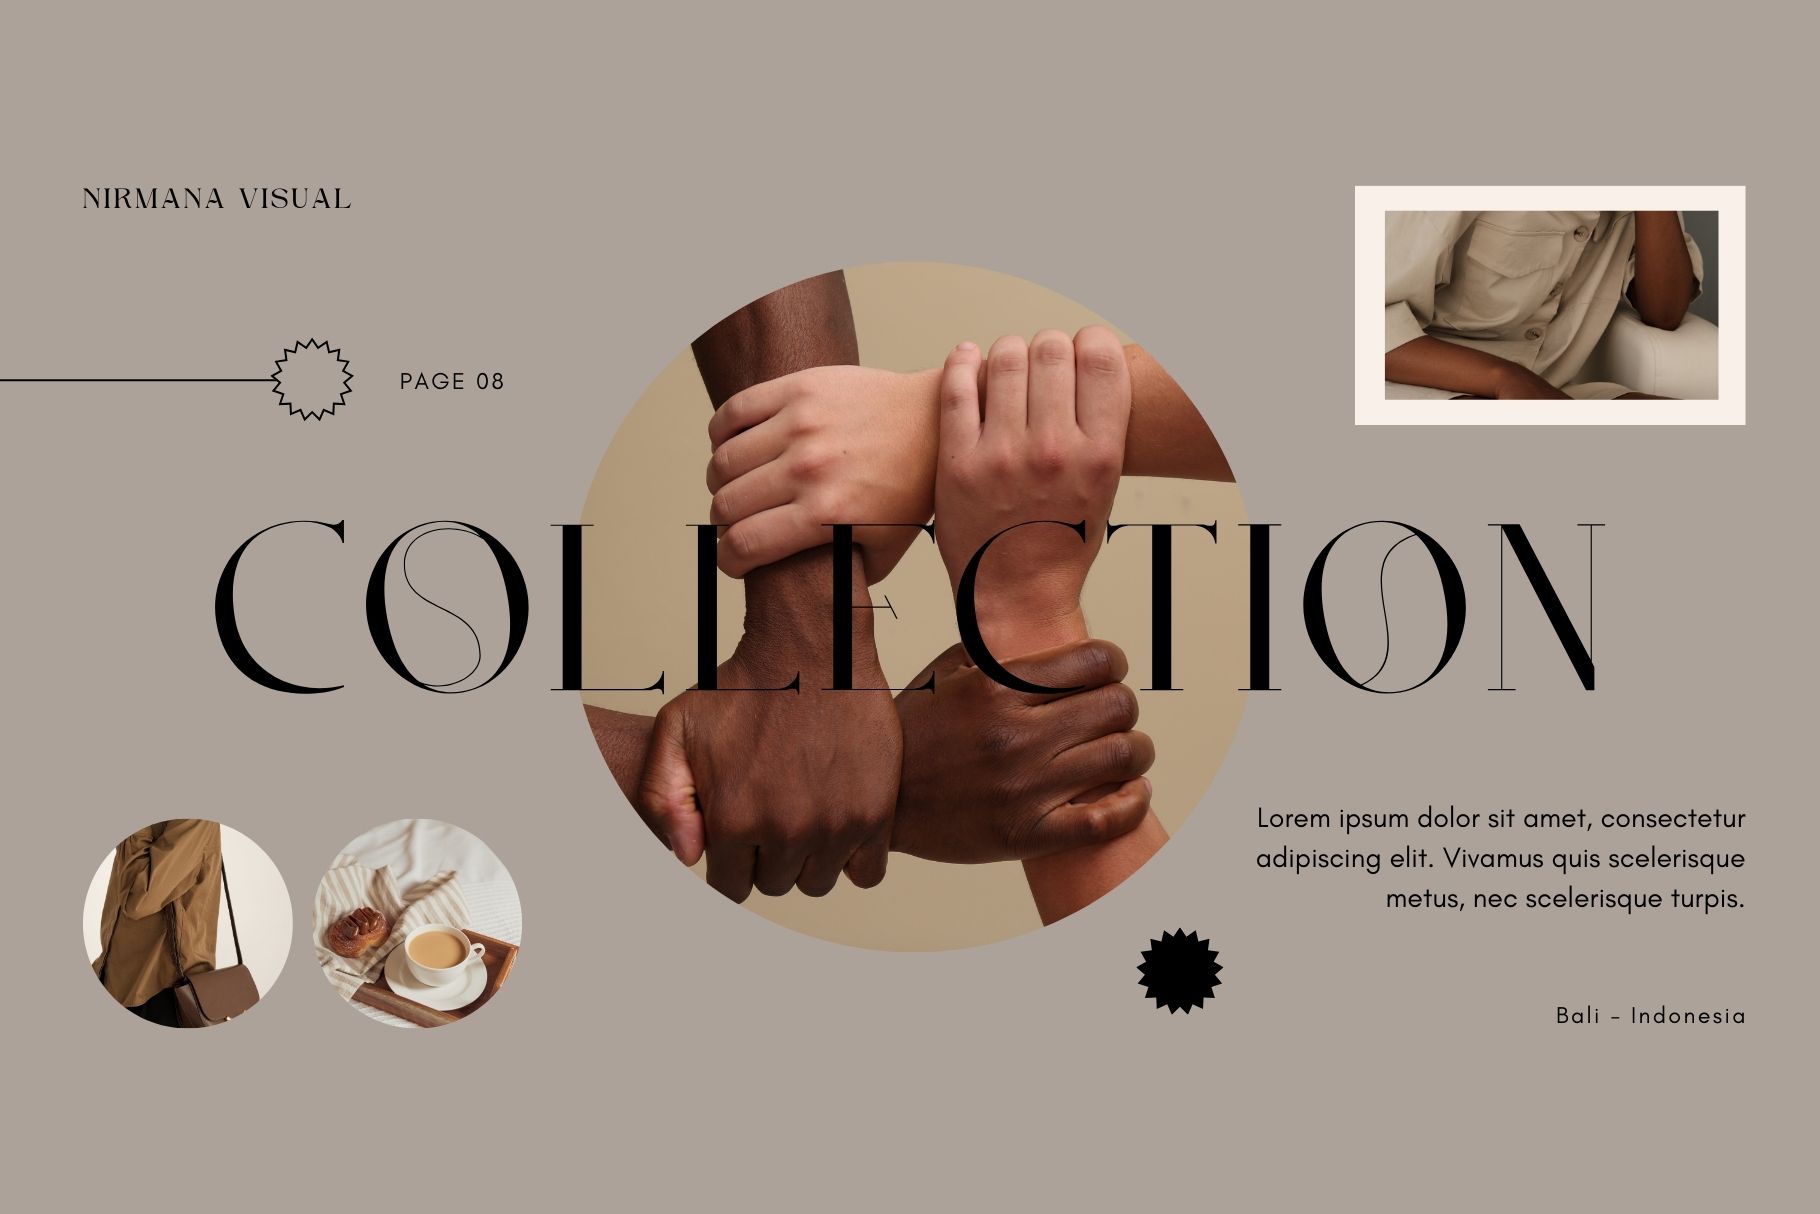 NIRMANA VISUAL
PAGE 08
COLLECTION
Lorem ipsum dolor sit amet, consectetur
adipiscing elit. Vivamus quis scelerisque
metus, nec scelerisque turpis.
Bali - Indonesia